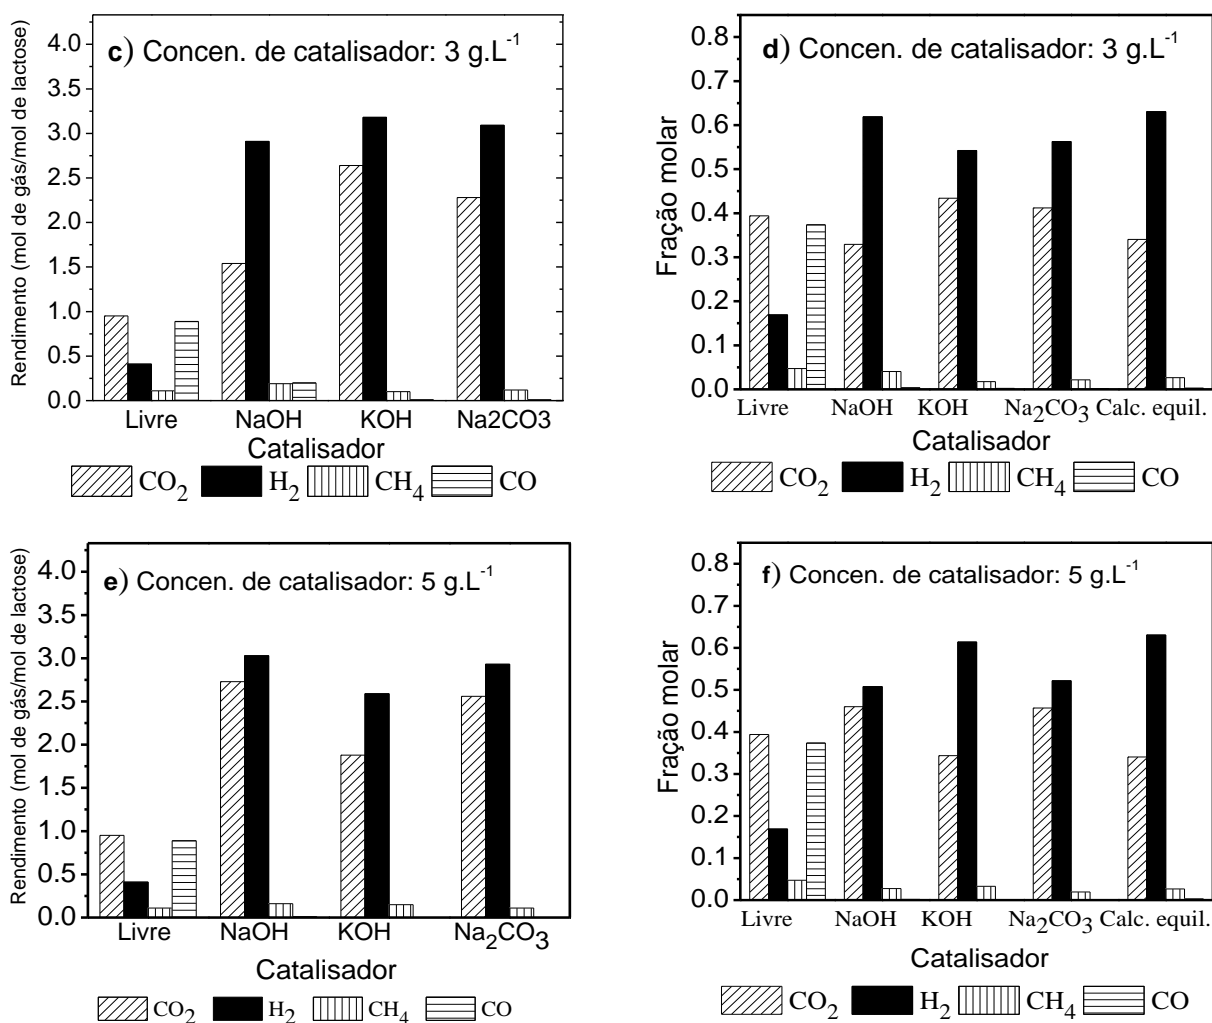 c) Concen. de catalisador: 3 g.L⁻¹
Rendimento (mol de gás/mol de lactose)
4.0
3.5
3.0
2.5
2.0
1.5
1.0
0.5
0.0
Livre NaOH KOH Na2CO3
Catalisador
CO₂ H₂ CH₄ CO
d) Concen. de catalisador: 3 g.L⁻¹
Fração molar
0.8
0.7
0.6
0.5
0.4
0.3
0.2
0.1
0.0
Livre NaOH KOH Na₂CO₃ Calc. equil.
Catalisador
CO₂ H₂ CH₄ CO
e) Concen. de catalisador: 5 g.L⁻¹
Rendimento (mol de gás/mol de lactose)
4.0
3.5
3.0
2.5
2.0
1.5
1.0
0.5
0.0
Livre NaOH KOH Na₂CO₃
Catalisador
CO₂ H₂ CH₄ CO
f) Concen. de catalisador: 5 g.L⁻¹
Fração molar
0.8
0.7
0.6
0.5
0.4
0.3
0.2
0.1
0.0
Livre NaOH KOH Na₂CO₃ Calc. equil.
Catalisador
CO₂ H₂ CH₄ CO